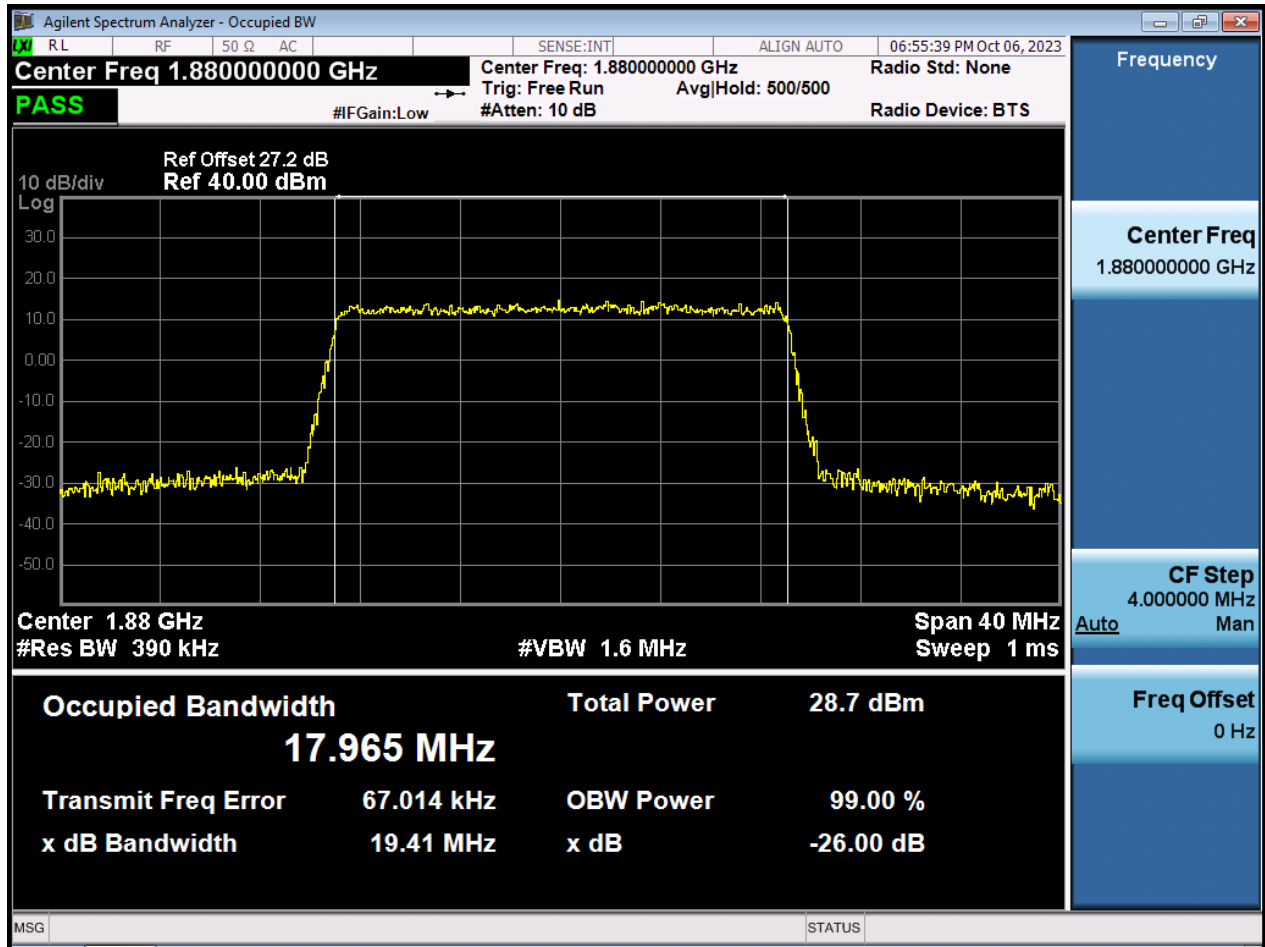 Agilent Spectrum Analyzer - Occupied BW
LXI RL RF 50 Ω AC SENSE:INT ALIGN AUTO 06:55:39 PM Oct 06, 2023
Center Freq 1.880000000 GHz
Center Freq: 1.880000000 GHz Radio Std: None
Trig: Free Run Avg|Hold: 500/500
PASS
#IFGain:Low #Atten: 10 dB Radio Device: BTS
Frequency
Ref Offset 27.2 dB
10 dB/div Ref 40.00 dBm
Log
30.0
20.0
10.0
0.00
-10.0
-20.0
-30.0
-40.0
-50.0
Center 1.88 GHz Span 40 MHz
#Res BW 390 kHz #VBW 1.6 MHz Sweep 1 ms
Occupied Bandwidth Total Power 28.7 dBm
17.965 MHz
Transmit Freq Error 67.014 kHz OBW Power 99.00 %
x dB Bandwidth 19.41 MHz x dB -26.00 dB
Center Freq
1.880000000 GHz
CF Step
4.000000 MHz
Auto Man
Freq Offset
0 Hz
MSG STATUS